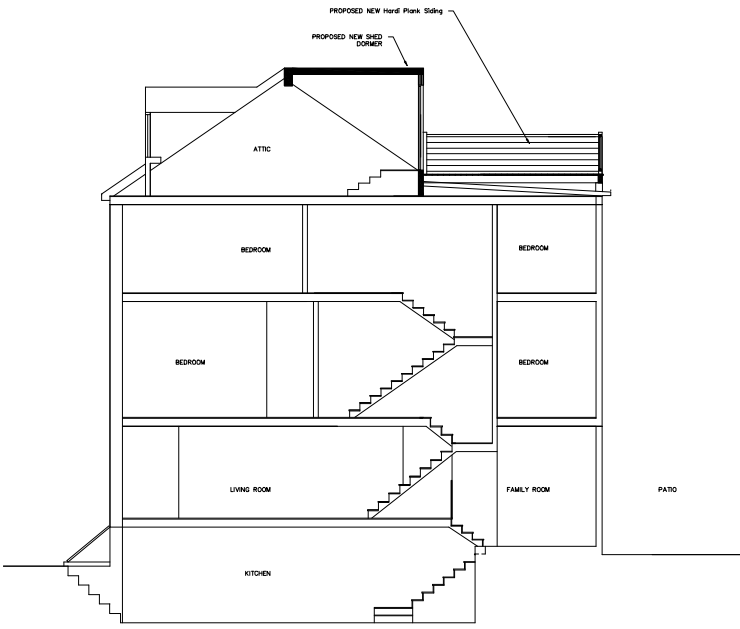 PROPOSED NEW Hardi Plank Siding
PROPOSED NEW SHED
DORMER
ATTIC
BEDROOM
BEDROOM
BEDROOM
BEDROOM
LIVING ROOM
FAMILY ROOM
PATIO
KITCHEN